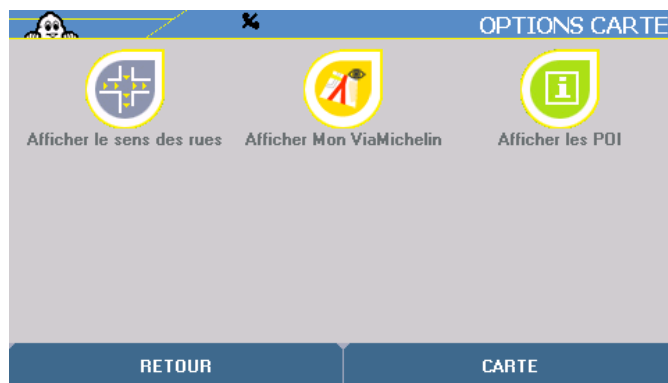 OPTIONS CARTE
Afficher le sens des rues
Afficher Mon ViaMichelin
Afficher les POI
RETOUR
CARTE